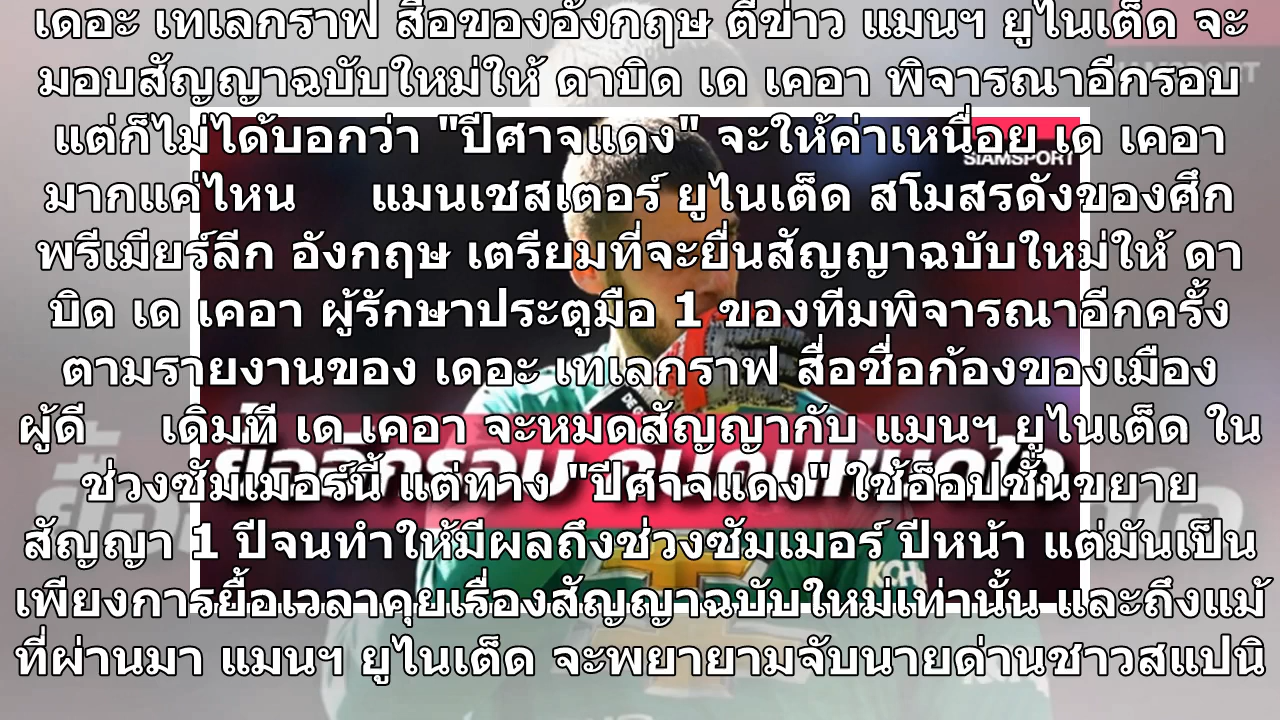 เดอะ เทเลกราฟ สื่อของอังกฤษ ตีข่าว แมนฯ ยูไนเต็ด จะ
มอบสัญญาฉบับใหม่ให้ ดาบิด เด เคอา พิจารณาอีกรอบ
แต่ก็ไม่ได้บอกว่า "ปีศาจแดง" จะให้ค่าเหนื่อย เด เคอา
SIAMSPORT
มากแค่ไหน แมนเชสเตอร์ ยูไนเต็ด สโมสรดังของศึก
พรีเมียร์ลีก อังกฤษ เตรียมที่จะยื่นสัญญาฉบับใหม่ให้ ดา
บิด เด เคอา ผู้รักษาประตูมือ 1 ของทีมพิจารณาอีกครั้ง
ตามรายงานของ เดอะ เทเลกราฟ สื่อชื่อก้องของเมือง
ผู้ดี เดิมที เด เคอา จะหมดสัญญากับ แมนฯ ยูไนเต็ด ใน
ช่วงซัมเมอร์นี้ แต่ทาง "ปีศาจแดง" ใช้อ็อปชั่นขยาย
สัญญา 1 ปีจนทำให้มีผลถึงช่วงซัมเมอร์ ปีหน้า แต่มันเป็น
เพียงการยื้อเวลาคุยเรื่องสัญญาฉบับใหม่เท่านั้น และถึงแม้
ที่ผ่านมา แมนฯ ยูไนเต็ด จะพยายามจับนายด่านชาวสแปนิ